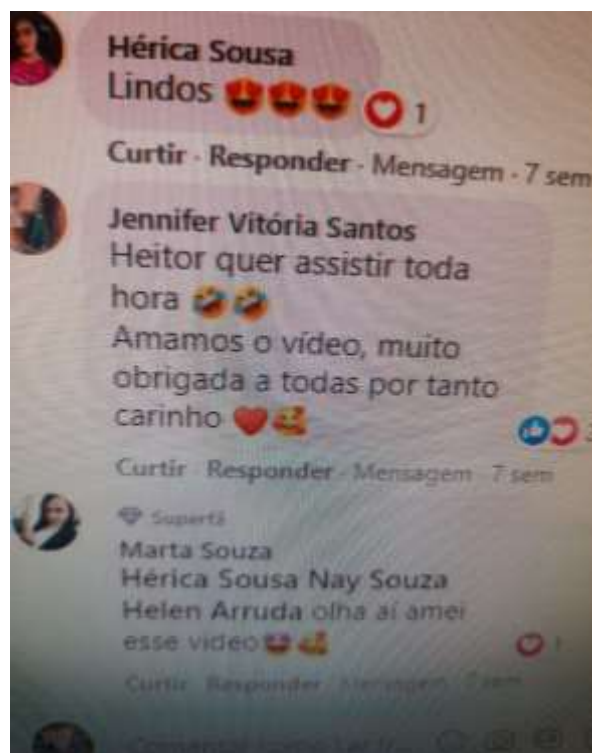 Hérica Sousa
Lindos 😍😍😍 1
Curtir · Responder · Mensagem · 7 sem
Jennifer Vitória Santos
Heitor quer assistir toda
hora 🤣🤣
Amamos o vídeo, muito
obrigada a todas por tanto
carinho ❤️🥰
Curtir Responder · Mensagem 7 sem
Superfã
Marta Souza
Hérica Sousa Nay Souza
Helen Arruda olha aí amei
esse vídeo 🥰 1
Curtir Responder Mensagem 7 sem